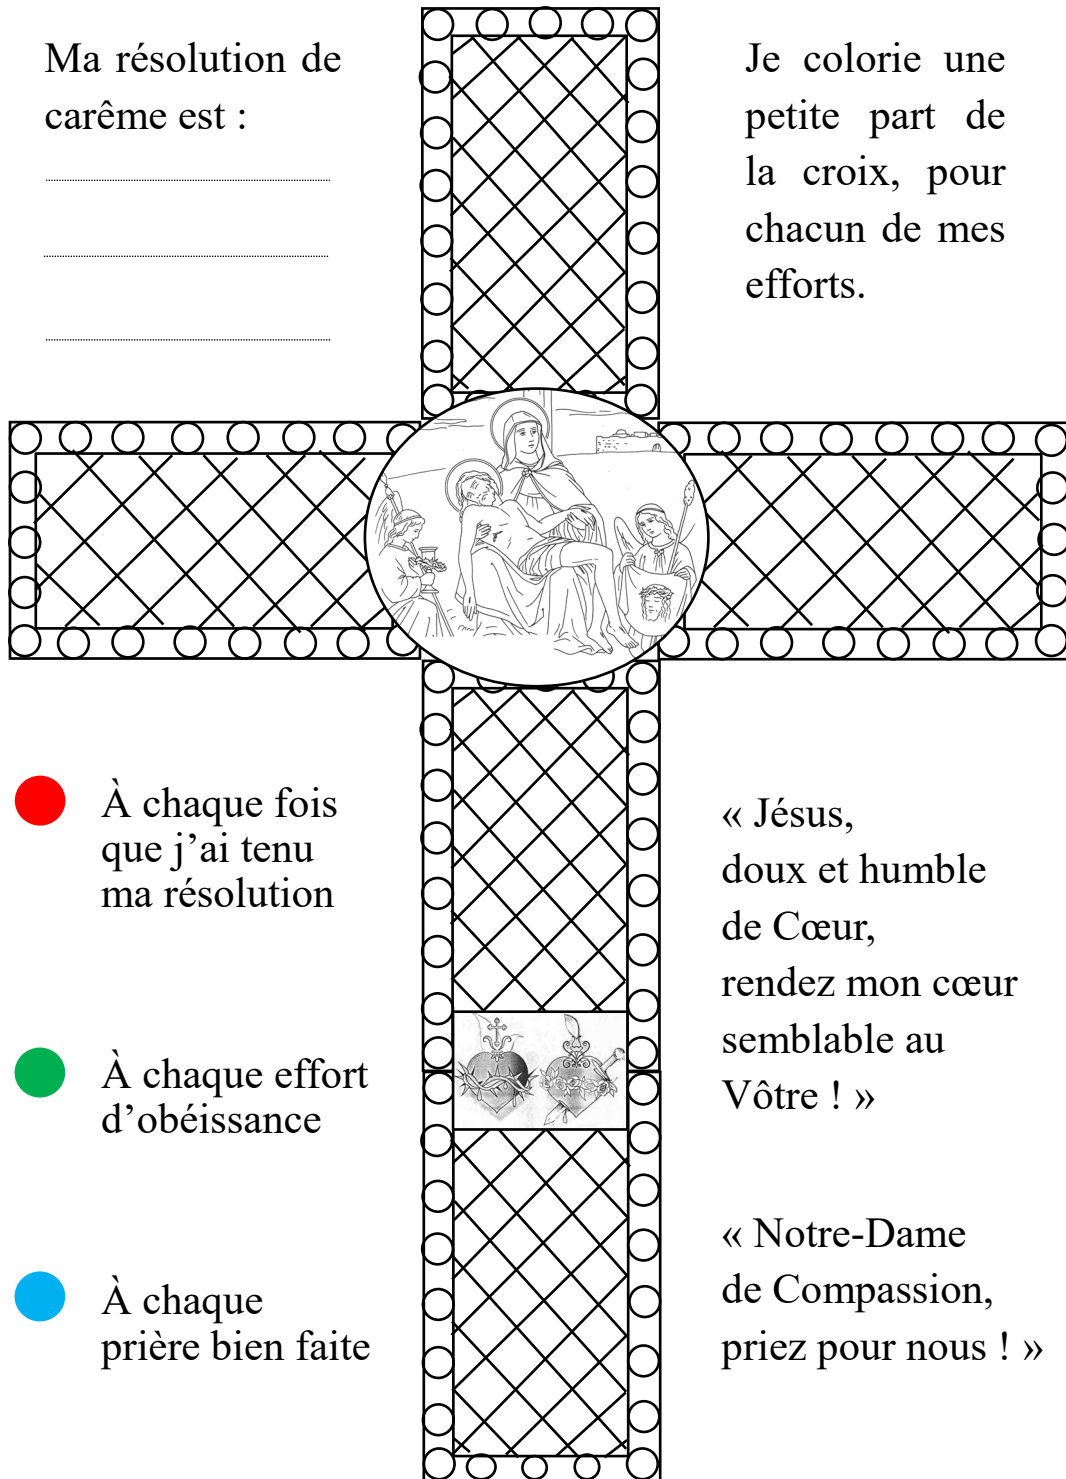 Ma résolution de
carême est :
Je colorie une
petite part de
la croix, pour
chacun de mes
efforts.
À chaque fois
que j’ai tenu
ma résolution
À chaque effort
d’obéissance
À chaque
prière bien faite
« Jésus,
doux et humble
de Cœur,
rendez mon cœur
semblable au
Vôtre ! »
« Notre-Dame
de Compassion,
priez pour nous ! »